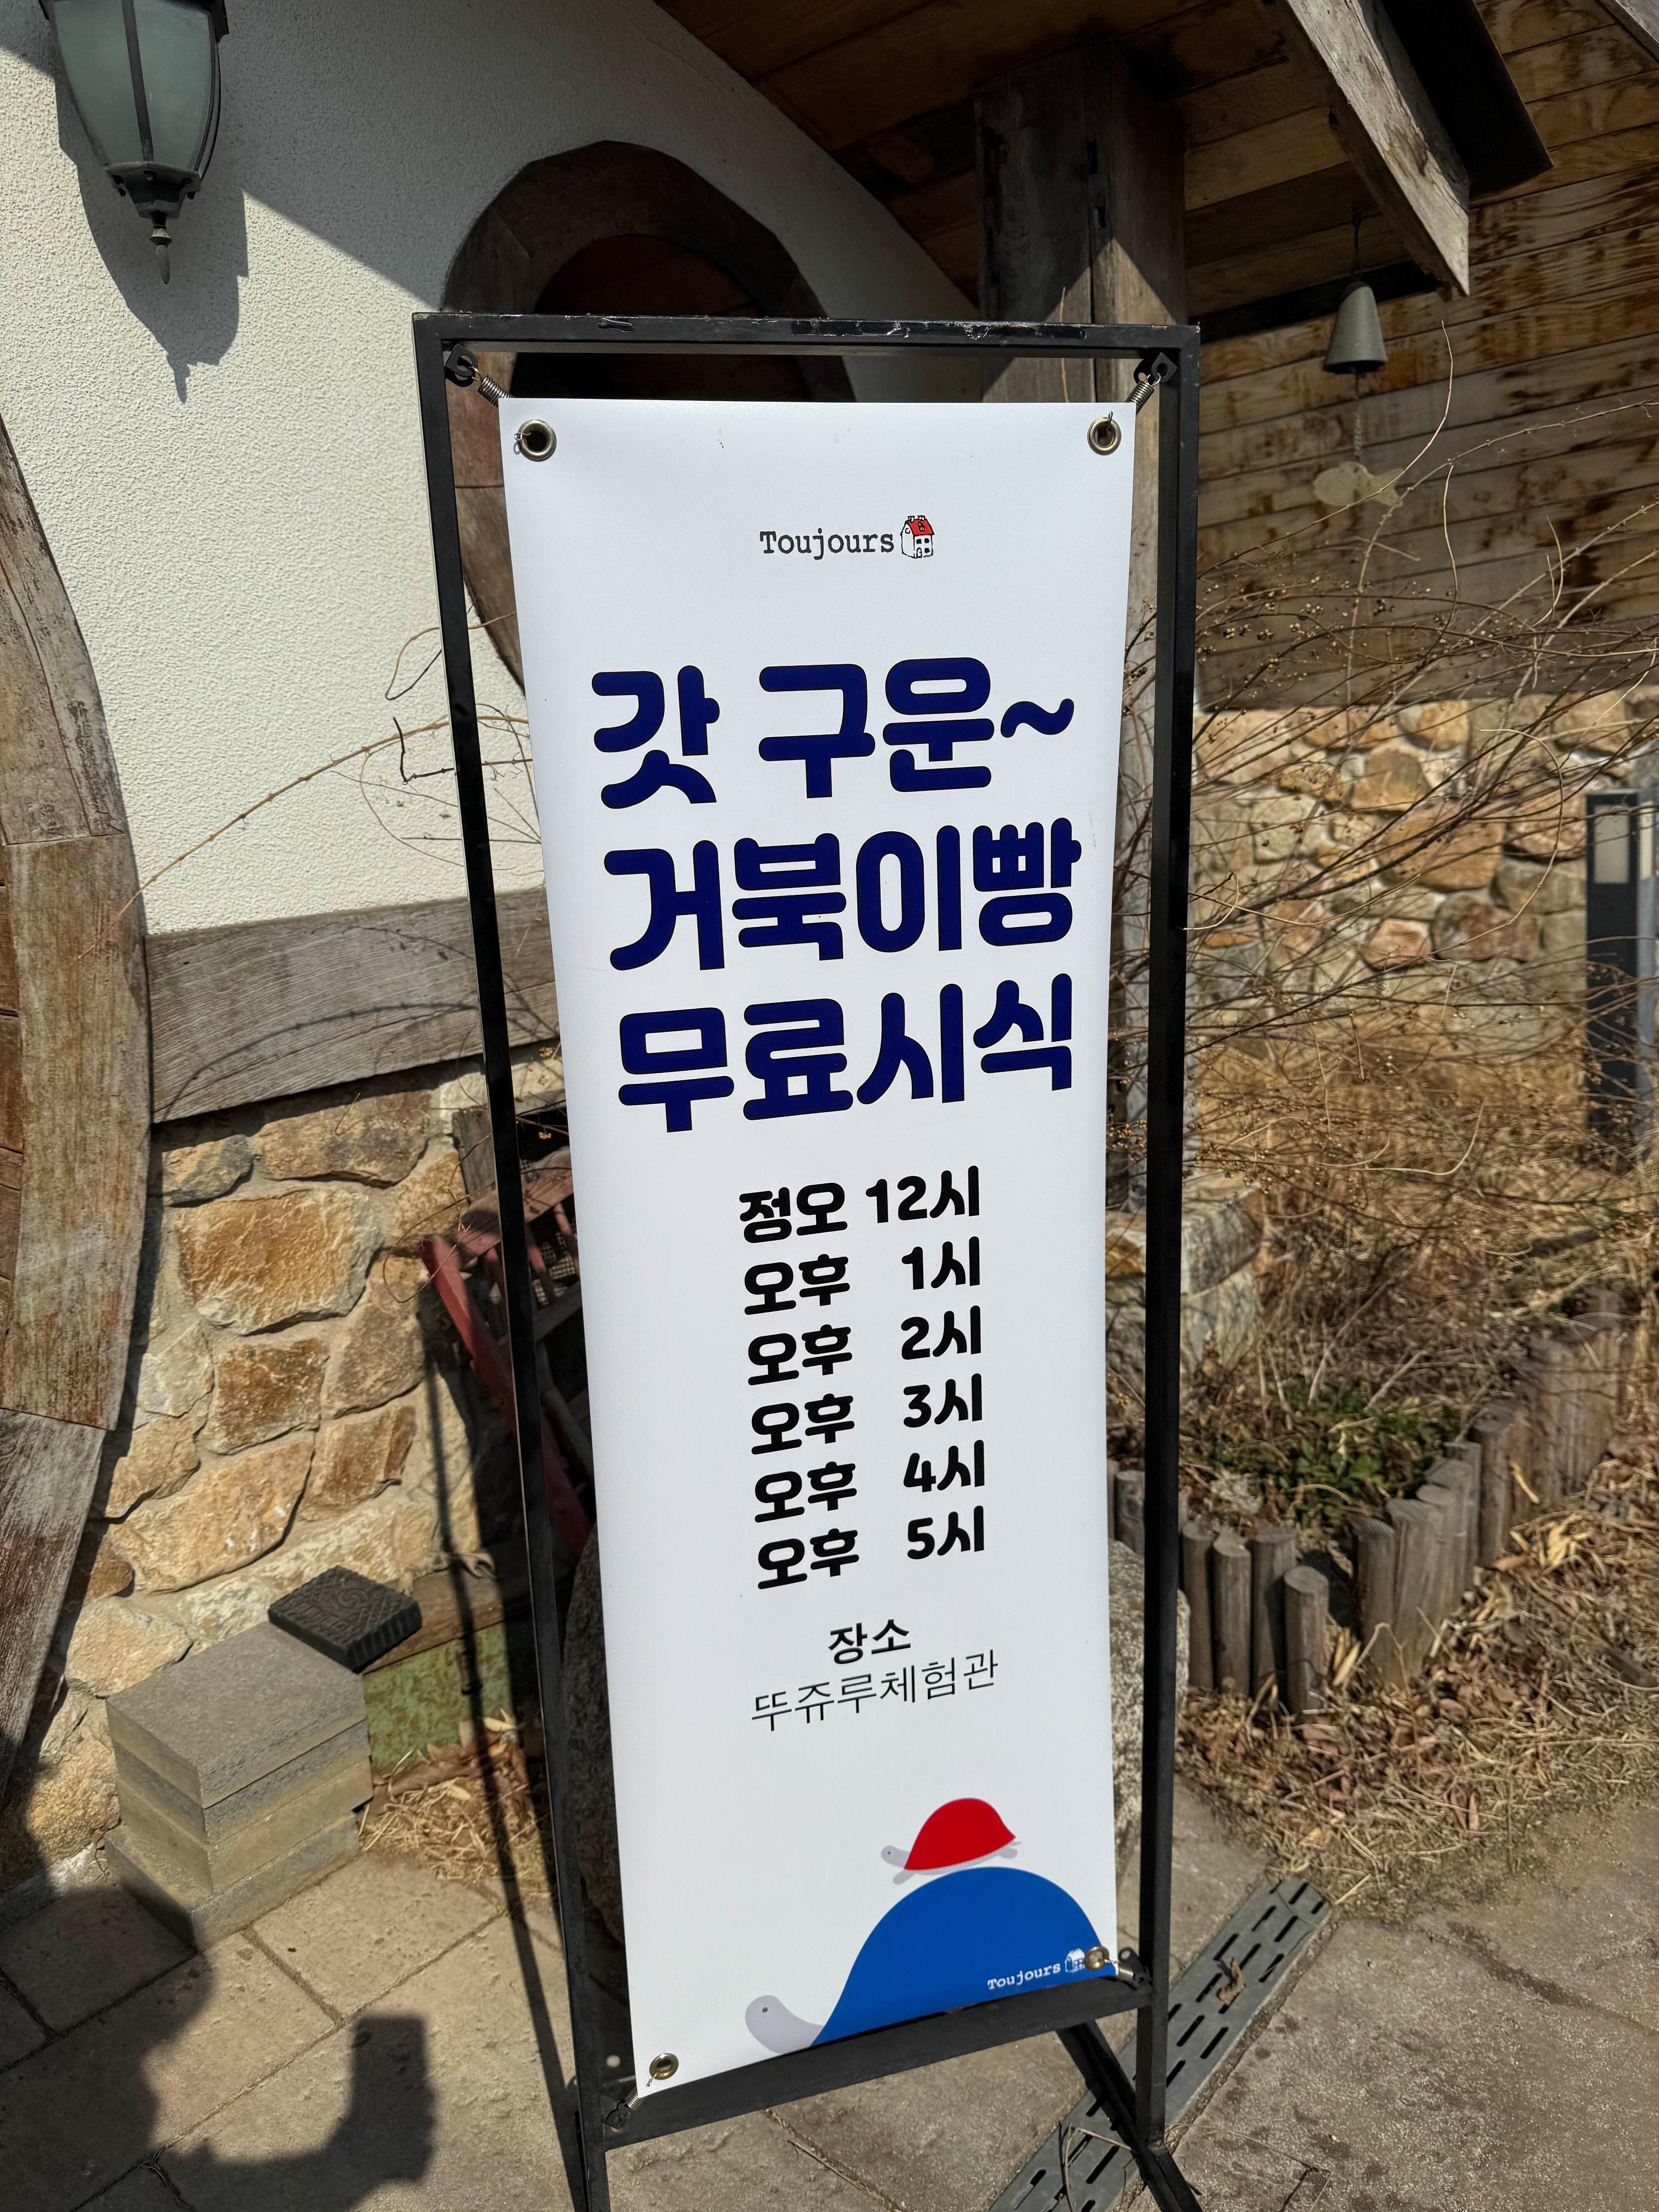 Toujours
갓 구운~
거북이빵
무료시식
정오 12시
오후 1시
오후 2시
오후 3시
오후 4시
오후 5시
장소
뚜쥬루체험관
Toujours